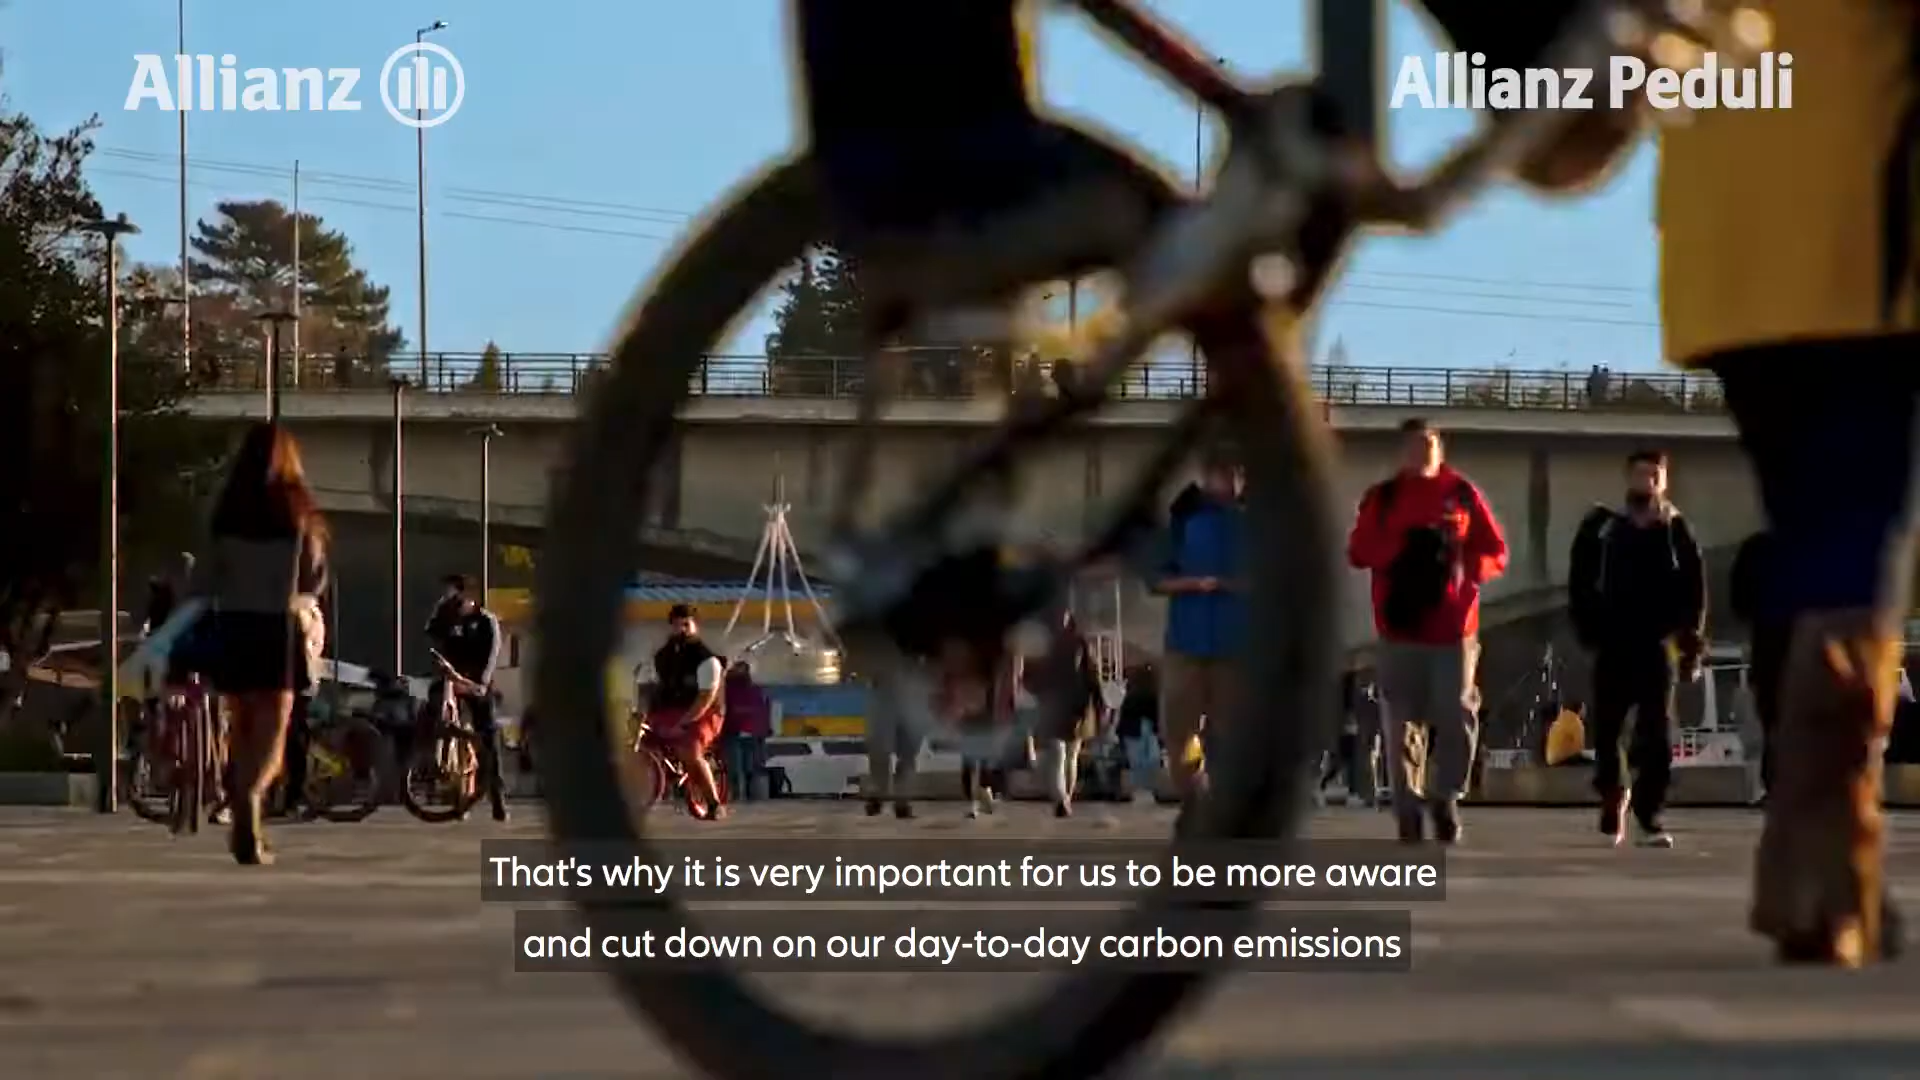 Allianz
Allianz Peduli
That's why it is very important for us to be more aware
and cut down on our day-to-day carbon emissions